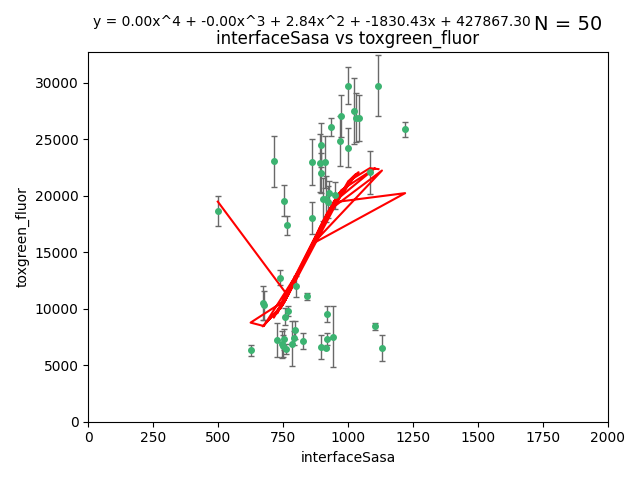 y = 0.00x^4 + -0.00x^3 + 2.84x^2 + -1830.43x + 427867.30 N = 50
interfaceSasa vs toxgreen_fluor
30000
25000
20000
15000
10000
5000
0
toxgreen_fluor
0 250 500 750 1000 1250 1500 1750 2000
interfaceSasa